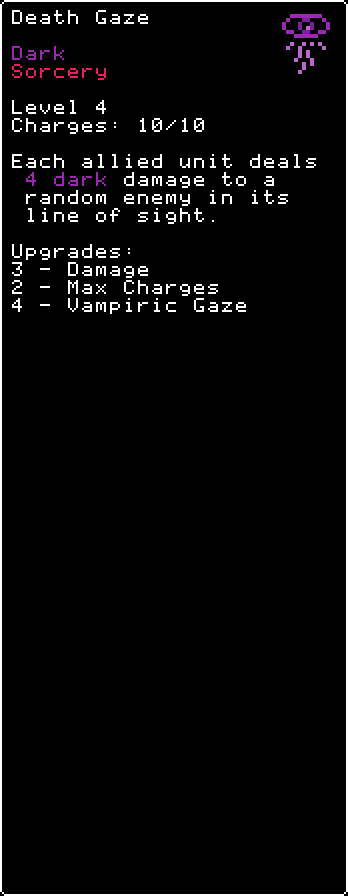 Death Gaze
Dark
Sorcery
Level 4
Charges: 10/10
Each allied unit deals
4 dark damage to a
random enemy in its
line of sight.
Upgrades:
3 - Damage
2 - Max Charges
4 - Vampiric Gaze